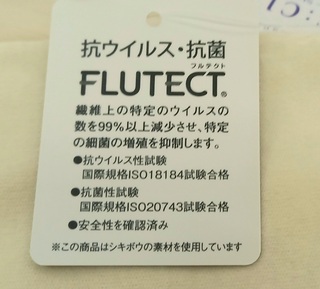 抗ウイルス・抗菌
フルテクト
FLUTECT®
繊維上の特定のウイルスの
数を99%以上減少させ、特定
の細菌の増殖を抑制します。
●抗ウイルス性試験
国際規格ISO18184試験合格
●抗菌性試験
国際規格ISO20743試験合格
●安全性を確認済み
※この商品はシキボウの素材を使用しています